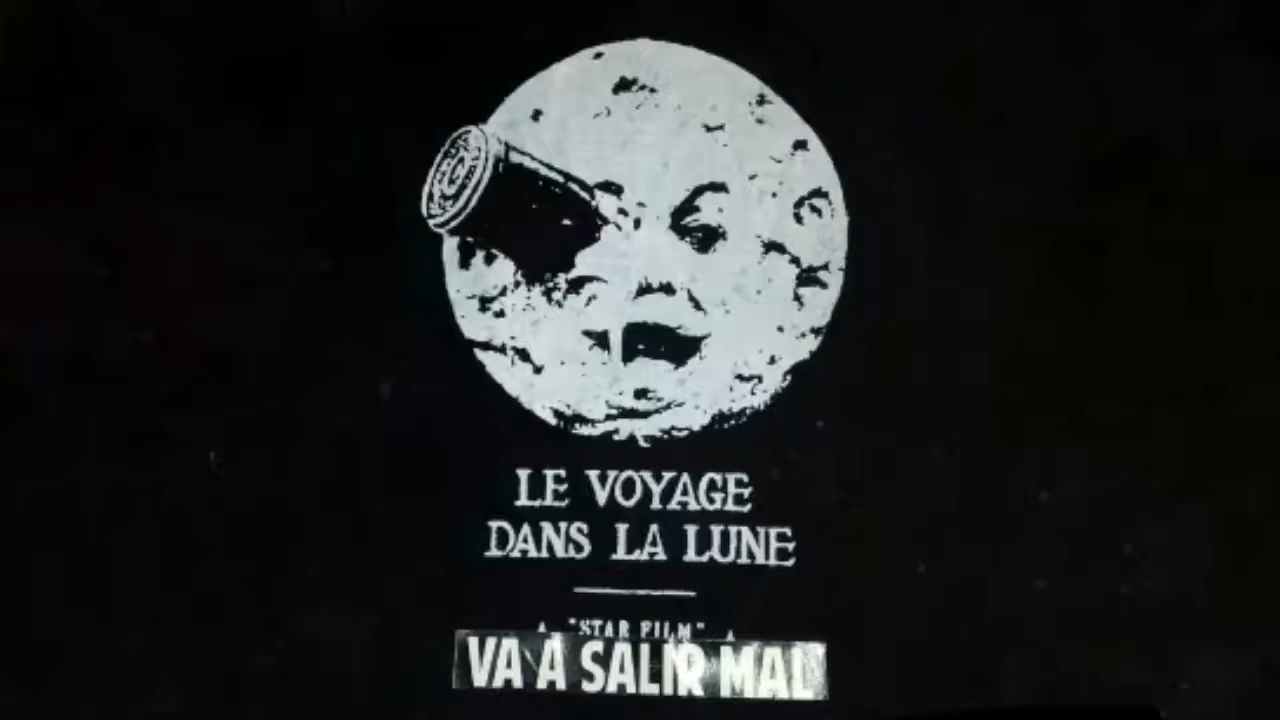 LE VOYAGE
DANS LA LUNE
"STAR FILM"
VA A SALIR MAL